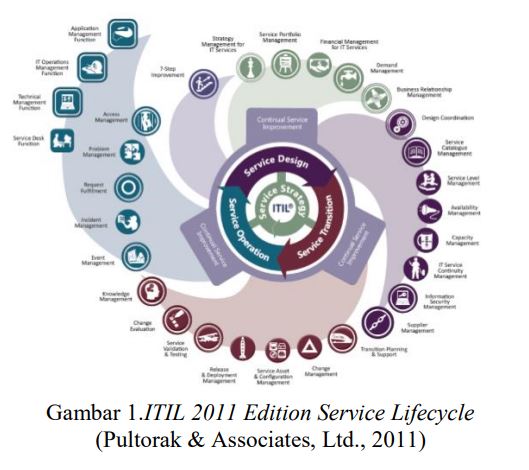 Application
Management
Function
IT Operations
Management
Function
Technical
Management
Function
Service Desk
Function
Access
Management
Problem
Management
Request
Fulfilment
Incident
Management
Event
Management
7-Step
Improvement
Strategy
Management for
IT Services
Service Portfolio
Management
Financial Management
for IT Services
Demand
Management
Business Relationship
Management
Design Coordination
Service
Catalogue
Management
Service Level
Management
Availability
Management
Capacity
Management
IT Service
Continuity
Management
Information
Security
Management
Supplier
Management
Transition Planning
& Support
Change
Management
Service Asset
& Configuration
Management
Release
& Deployment
Management
Service
Validation
& Testing
Change
Evaluation
Knowledge
Management
Continual Service
Improvement
Continual Service
Improvement
Continual Service
Improvement
Service Design
Service Transition
Service Operation
Service Strategy
ITIL®
Gambar 1.ITIL 2011 Edition Service Lifecycle
(Pultorak & Associates, Ltd., 2011)